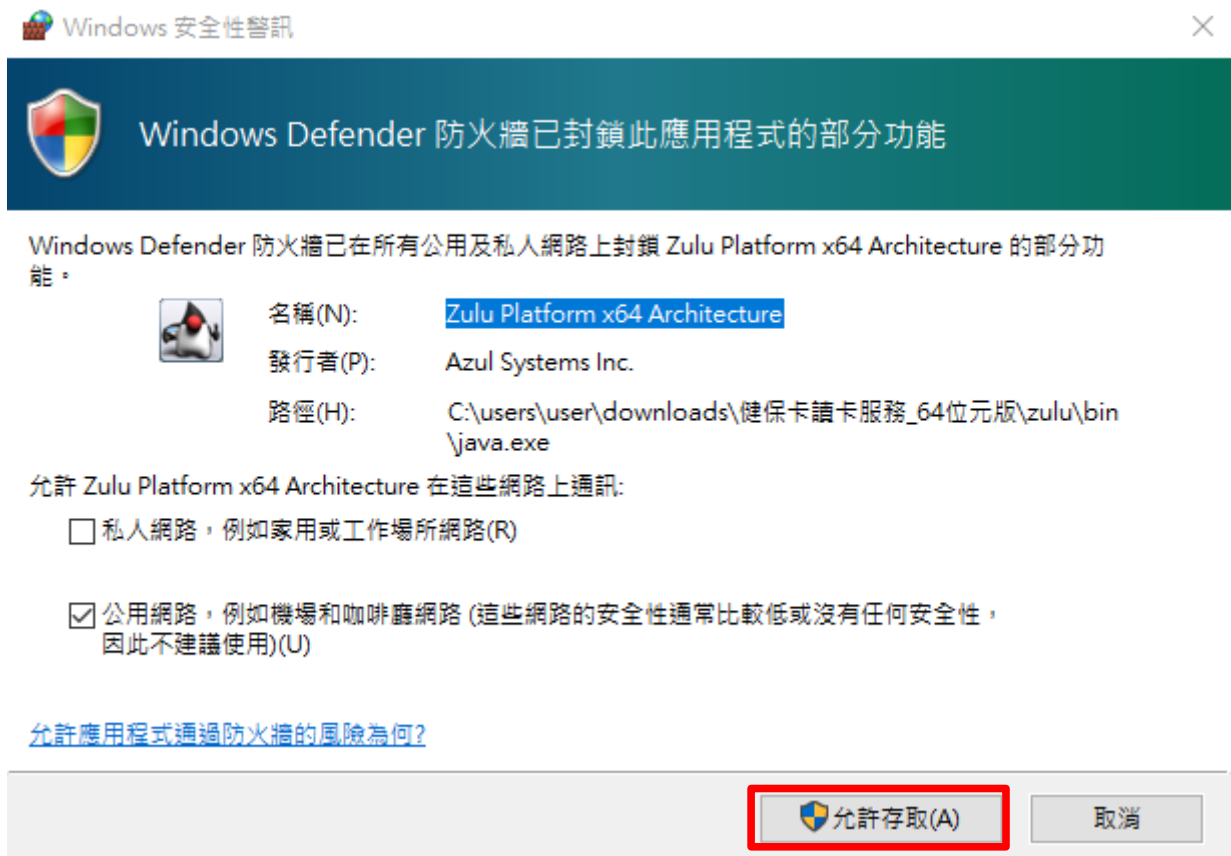 Windows 安全性警訊
Windows Defender 防火牆已封鎖此應用程式的部分功能
Windows Defender 防火牆已在所有公用及私人網路上封鎖 Zulu Platform x64 Architecture 的部分功
能。
名稱(N): Zulu Platform x64 Architecture
發行者(P): Azul Systems Inc.
路徑(H): C:\users\user\downloads\健保卡讀卡服務_64位元版\zulu\bin
\java.exe
允許 Zulu Platform x64 Architecture 在這些網路上通訊:
私人網路，例如家用或工作場所網路(R)
公用網路，例如機場和咖啡廳網路 (這些網路的安全性通常比較低或沒有任何安全性，
因此不建議使用)(U)
允許應用程式通過防火牆的風險為何?
允許存取(A) 取消